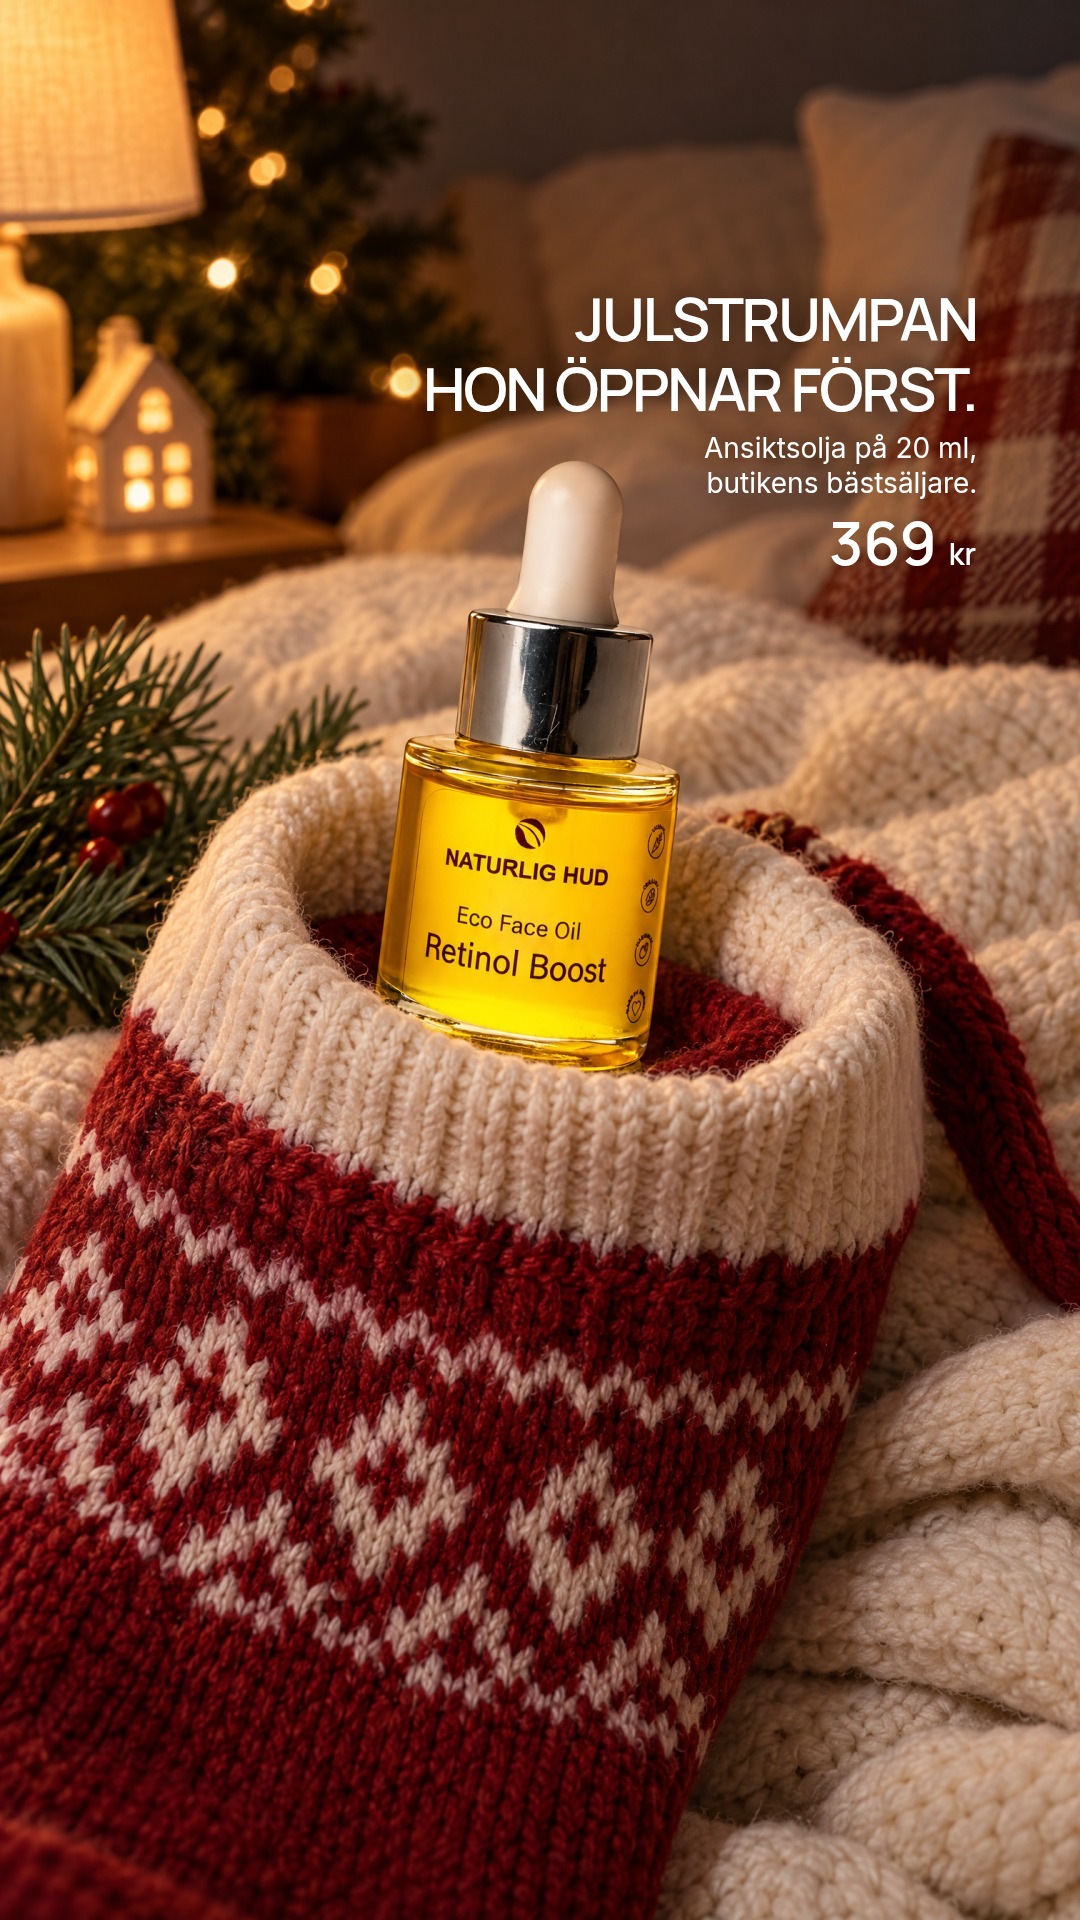 JULSTRUMPAN
HON ÖPPNAR FÖRST.
Ansiktsolja på 20 ml,
butikens bästsäljare.
369 kr
NATURLIG HUD
Eco Face Oil
Retinol Boost